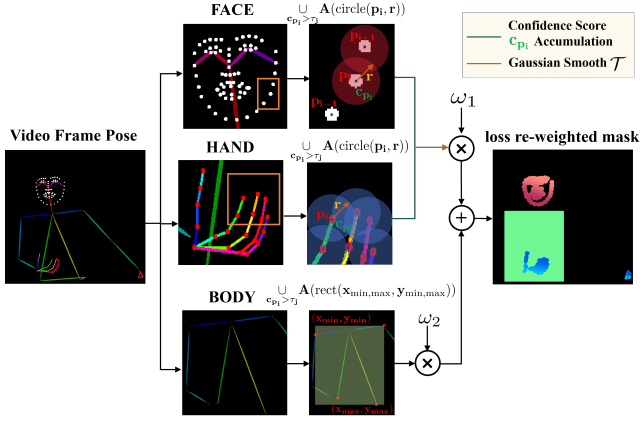 FACE
∪
c_{p_i}>τ_j
A(circle(p_i, r))
Confidence Score
c_{p_i} Accumulation
Gaussian Smooth 𝒯
p_{i-1}
p_i
r
c_{p_i}
p_{i-1}
ω_1
Video Frame Pose
HAND
∪
c_{p_i}>τ_j
A(circle(p_i, r))
r
p_i
loss re-weighted mask
BODY
∪
c_{p_i}>τ_j
A(rect(x_{min,max}, y_{min,max}))
ω_2
(x_{min}, y_{min})
(x_{max}, y_{max})